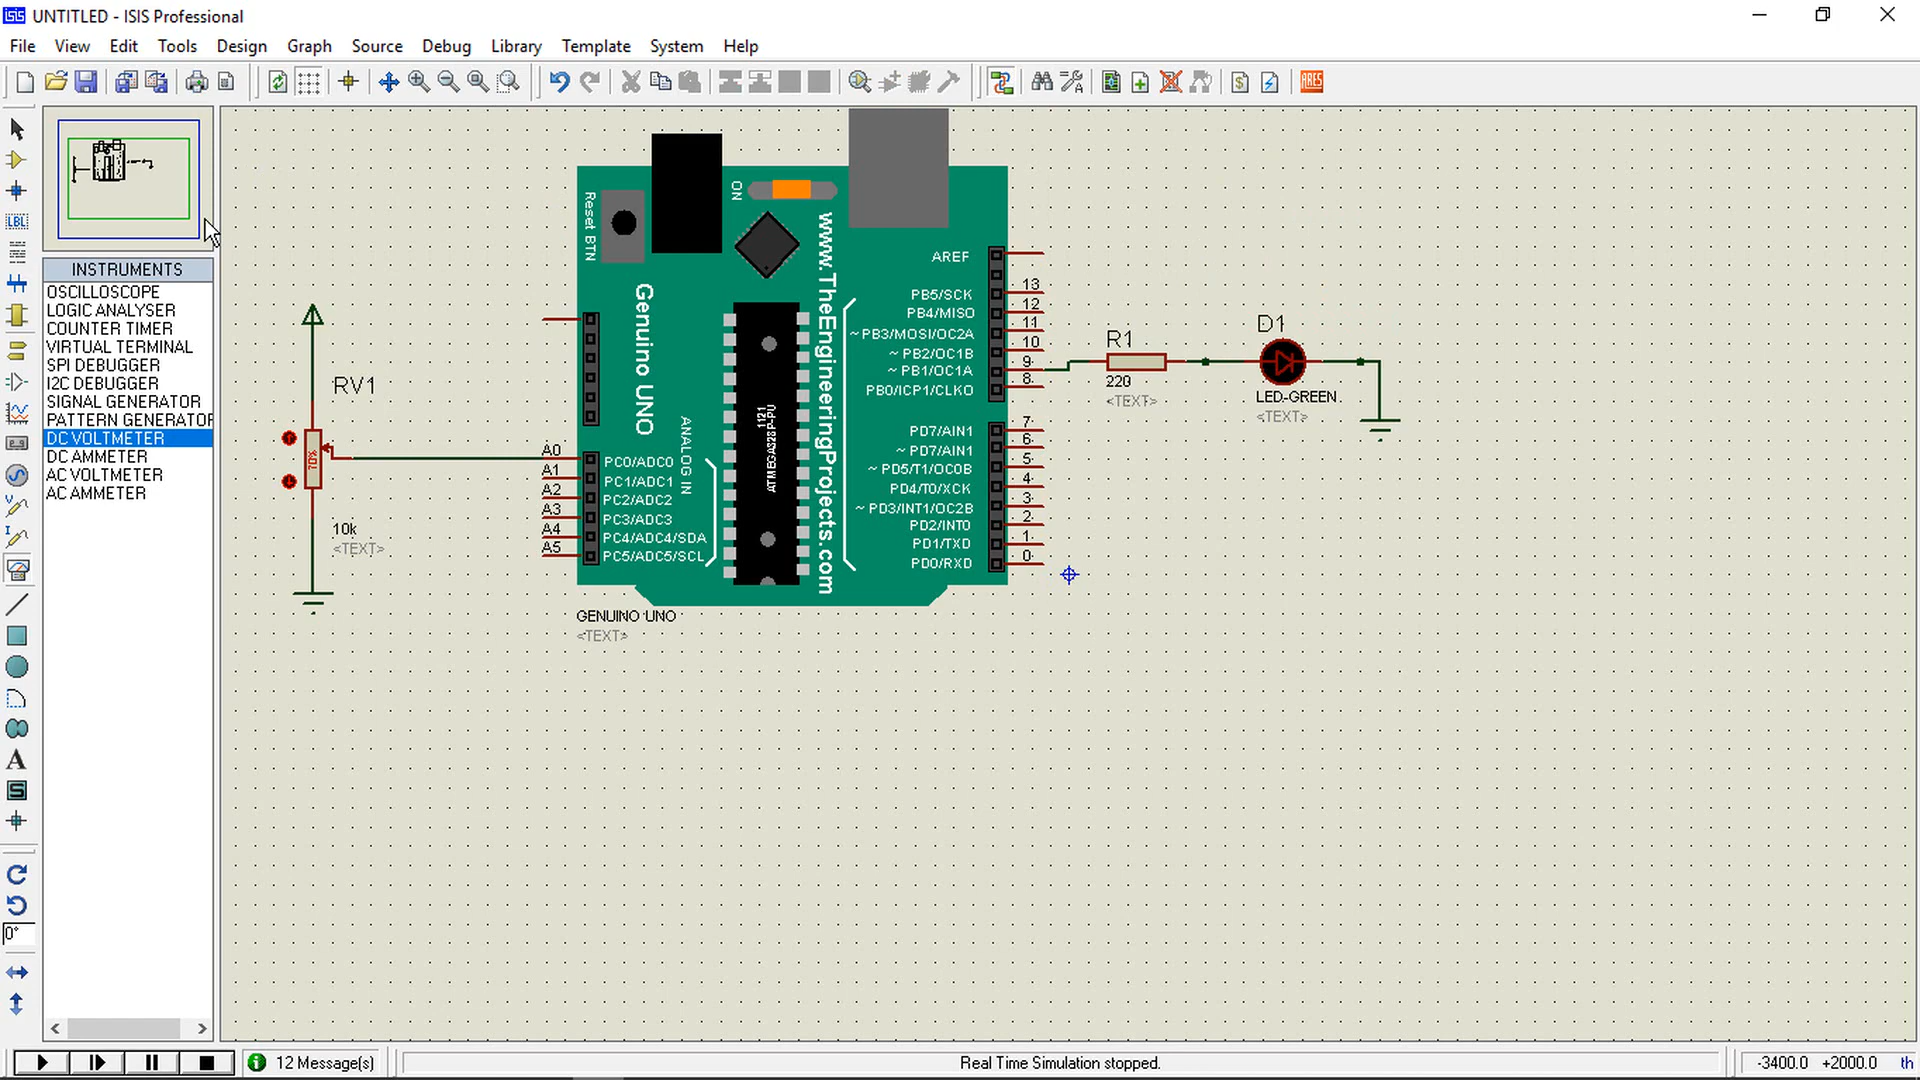 UNTITLED - ISIS Professional
File View Edit Tools Design Graph Source Debug Library Template System Help
ARES
LBL
INSTRUMENTS
OSCILLOSCOPE
LOGIC ANALYSER
COUNTER TIMER
VIRTUAL TERMINAL
SPI DEBUGGER
I2C DEBUGGER
SIGNAL GENERATOR
PATTERN GENERATOR
DC VOLTMETER
DC AMMETER
AC VOLTMETER
AC AMMETER
A
S
0°
RV1
70%
10k
<TEXT>
Reset BTN
ON
Genuino UNO
www.TheEngineeringProjects.com
ANALOG IN
ATMEGA328P-PU
1121
A0 PC0/ADC0
A1 PC1/ADC1
A2 PC2/ADC2
A3 PC3/ADC3
A4 PC4/ADC4/SDA
A5 PC5/ADC5/SCL
AREF
PB5/SCK 13
PB4/MISO 12
~ PB3/MOSI/OC2A 11
~ PB2/OC1B 10
~ PB1/OC1A 9
PB0/ICP1/CLKO 8
PD7/AIN1 7
~ PD7/AIN1 6
~ PD5/T1/OC0B 5
PD4/T0/XCK 4
~ PD3/INT1/OC2B 3
PD2/INT0 2
PD1/TXD 1
PD0/RXD 0
GENUINO UNO
<TEXT>
R1
220
<TEXT>
D1
LED-GREEN
<TEXT>
12 Message(s)
Real Time Simulation stopped.
-3400.0 +2000.0 th